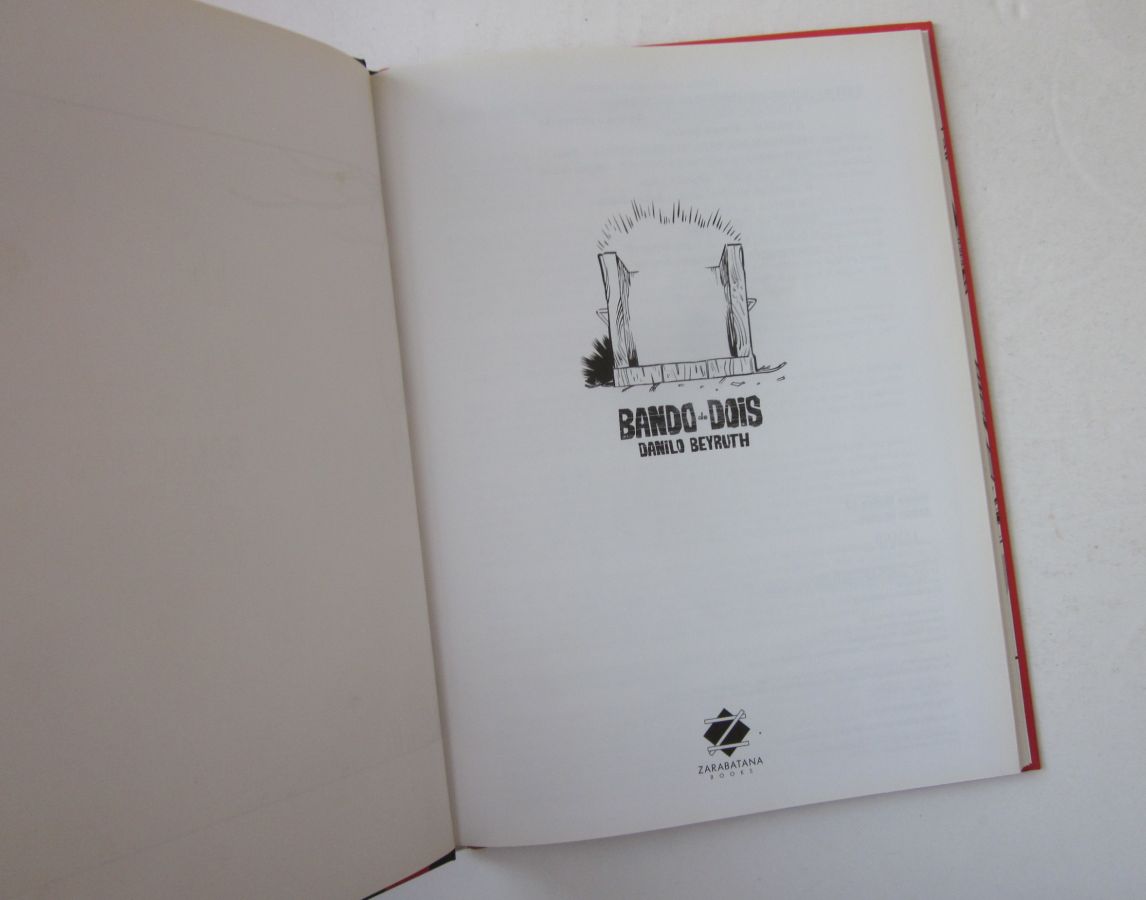 BANDO de DOiS
DANiLO BEYRUTH
ZARABATANA
BOOKS